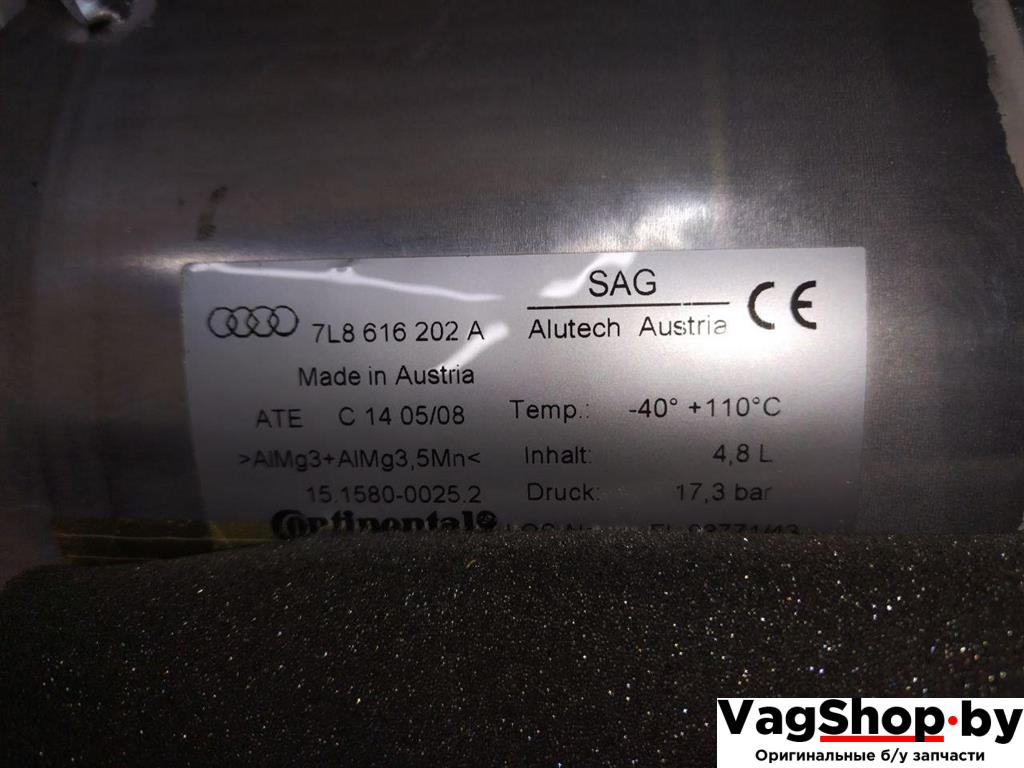 SAG
CE
7L8 616 202 A
Alutech Austria
Made in Austria
ATE C 14 05/08
Temp.: -40° +110°C
>AlMg3+AlMg3,5Mn<
Inhalt: 4,8 L
15.1580-0025.2
Druck: 17,3 bar
Continental
VagShop.by
Оригинальные б/у запчасти